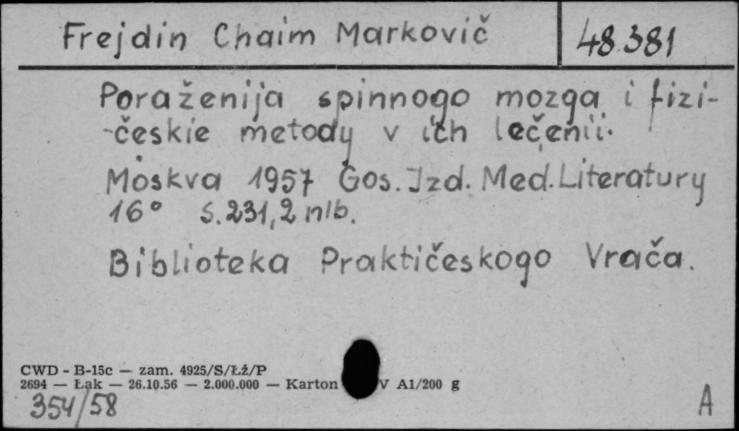 Frejdin Chaim Markovič 48.381
Poraženija spinnogo mozga i fizi-
-českie metody v ich lečenii.
Moskva 1957 Gos. Izd. Med. Literatury
16° S. 231, 2 nlb.
Biblioteka Praktičeskogo Vrača.
CWD - B-15c — zam. 4925/S/Łż/P
2694 — Łąk — 26.10.56 — 2.000.000 — Karton V A1/200 g
354/58 A